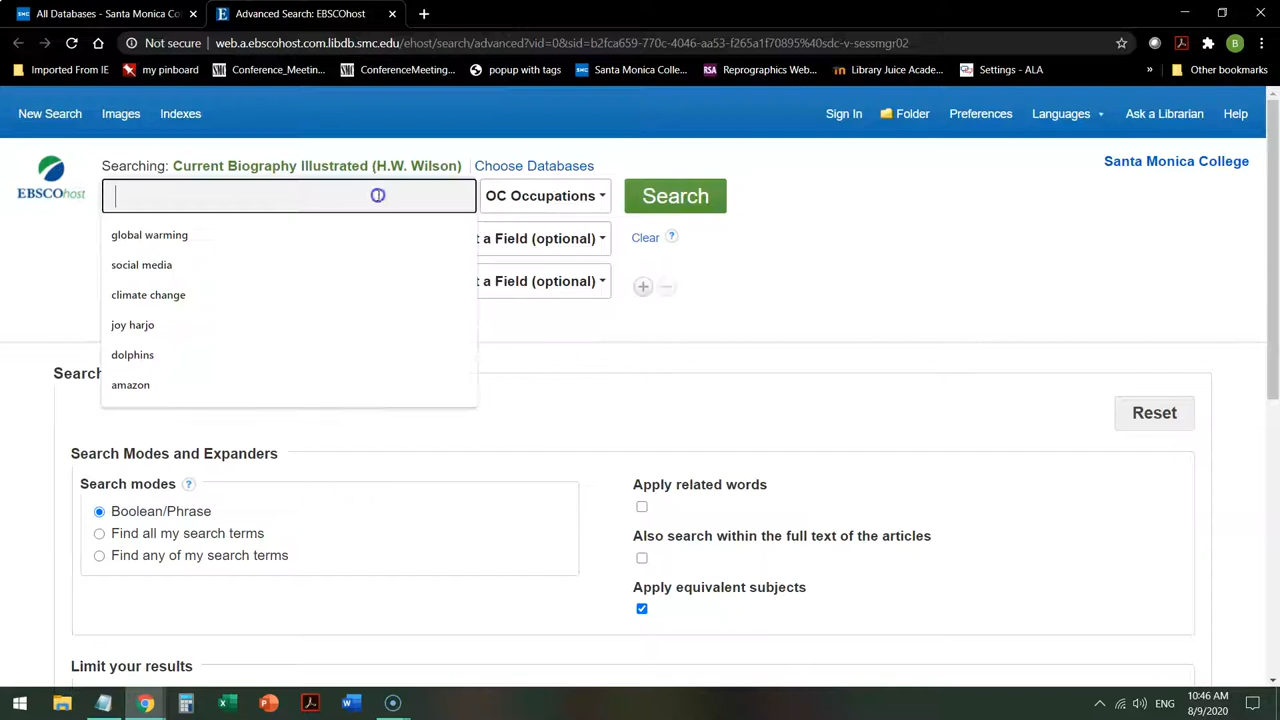 All Databases - Santa Monica Co
Advanced Search: EBSCOhost
Not secure
web.a.ebscohost.com.libdb.smc.edu/ehost/search/advanced?vid=0&sid=b2fca659-770c-4046-aa53-f265a1f70895%40sdc-v-sessmgr02
B
Imported From IE
my pinboard
Conference_Meetin...
ConferenceMeeting...
popup with tags
Santa Monica Colle...
Reprographics Web...
Library Juice Acade...
Settings - ALA
»
Other bookmarks
New Search
Images
Indexes
Sign In
Folder
Preferences
Languages
Ask a Librarian
Help
EBSCOhost
Searching: Current Biography Illustrated (H.W. Wilson)
Choose Databases
Santa Monica College
OC Occupations
Search
global warming
t a Field (optional)
Clear ?
social media
t a Field (optional)
climate change
joy harjo
dolphins
Search
amazon
Reset
Search Modes and Expanders
Search modes ?
Boolean/Phrase
Find all my search terms
Find any of my search terms
Apply related words
Also search within the full text of the articles
Apply equivalent subjects
Limit your results
ENG
10:46 AM
8/9/2020